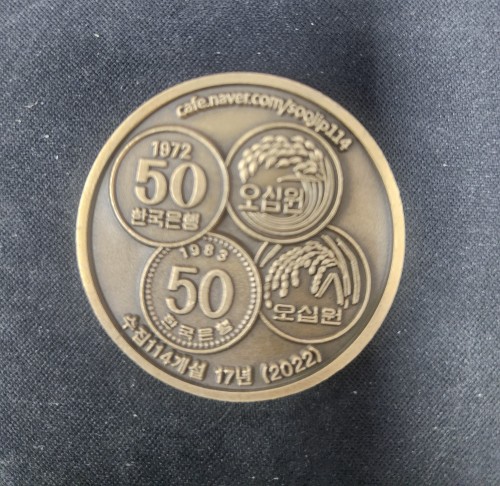 cafe.naver.com/soojip114
1972
50
한국은행
오십원
1983
50
한국은행
오십원
수집114개설 17년 (2022)